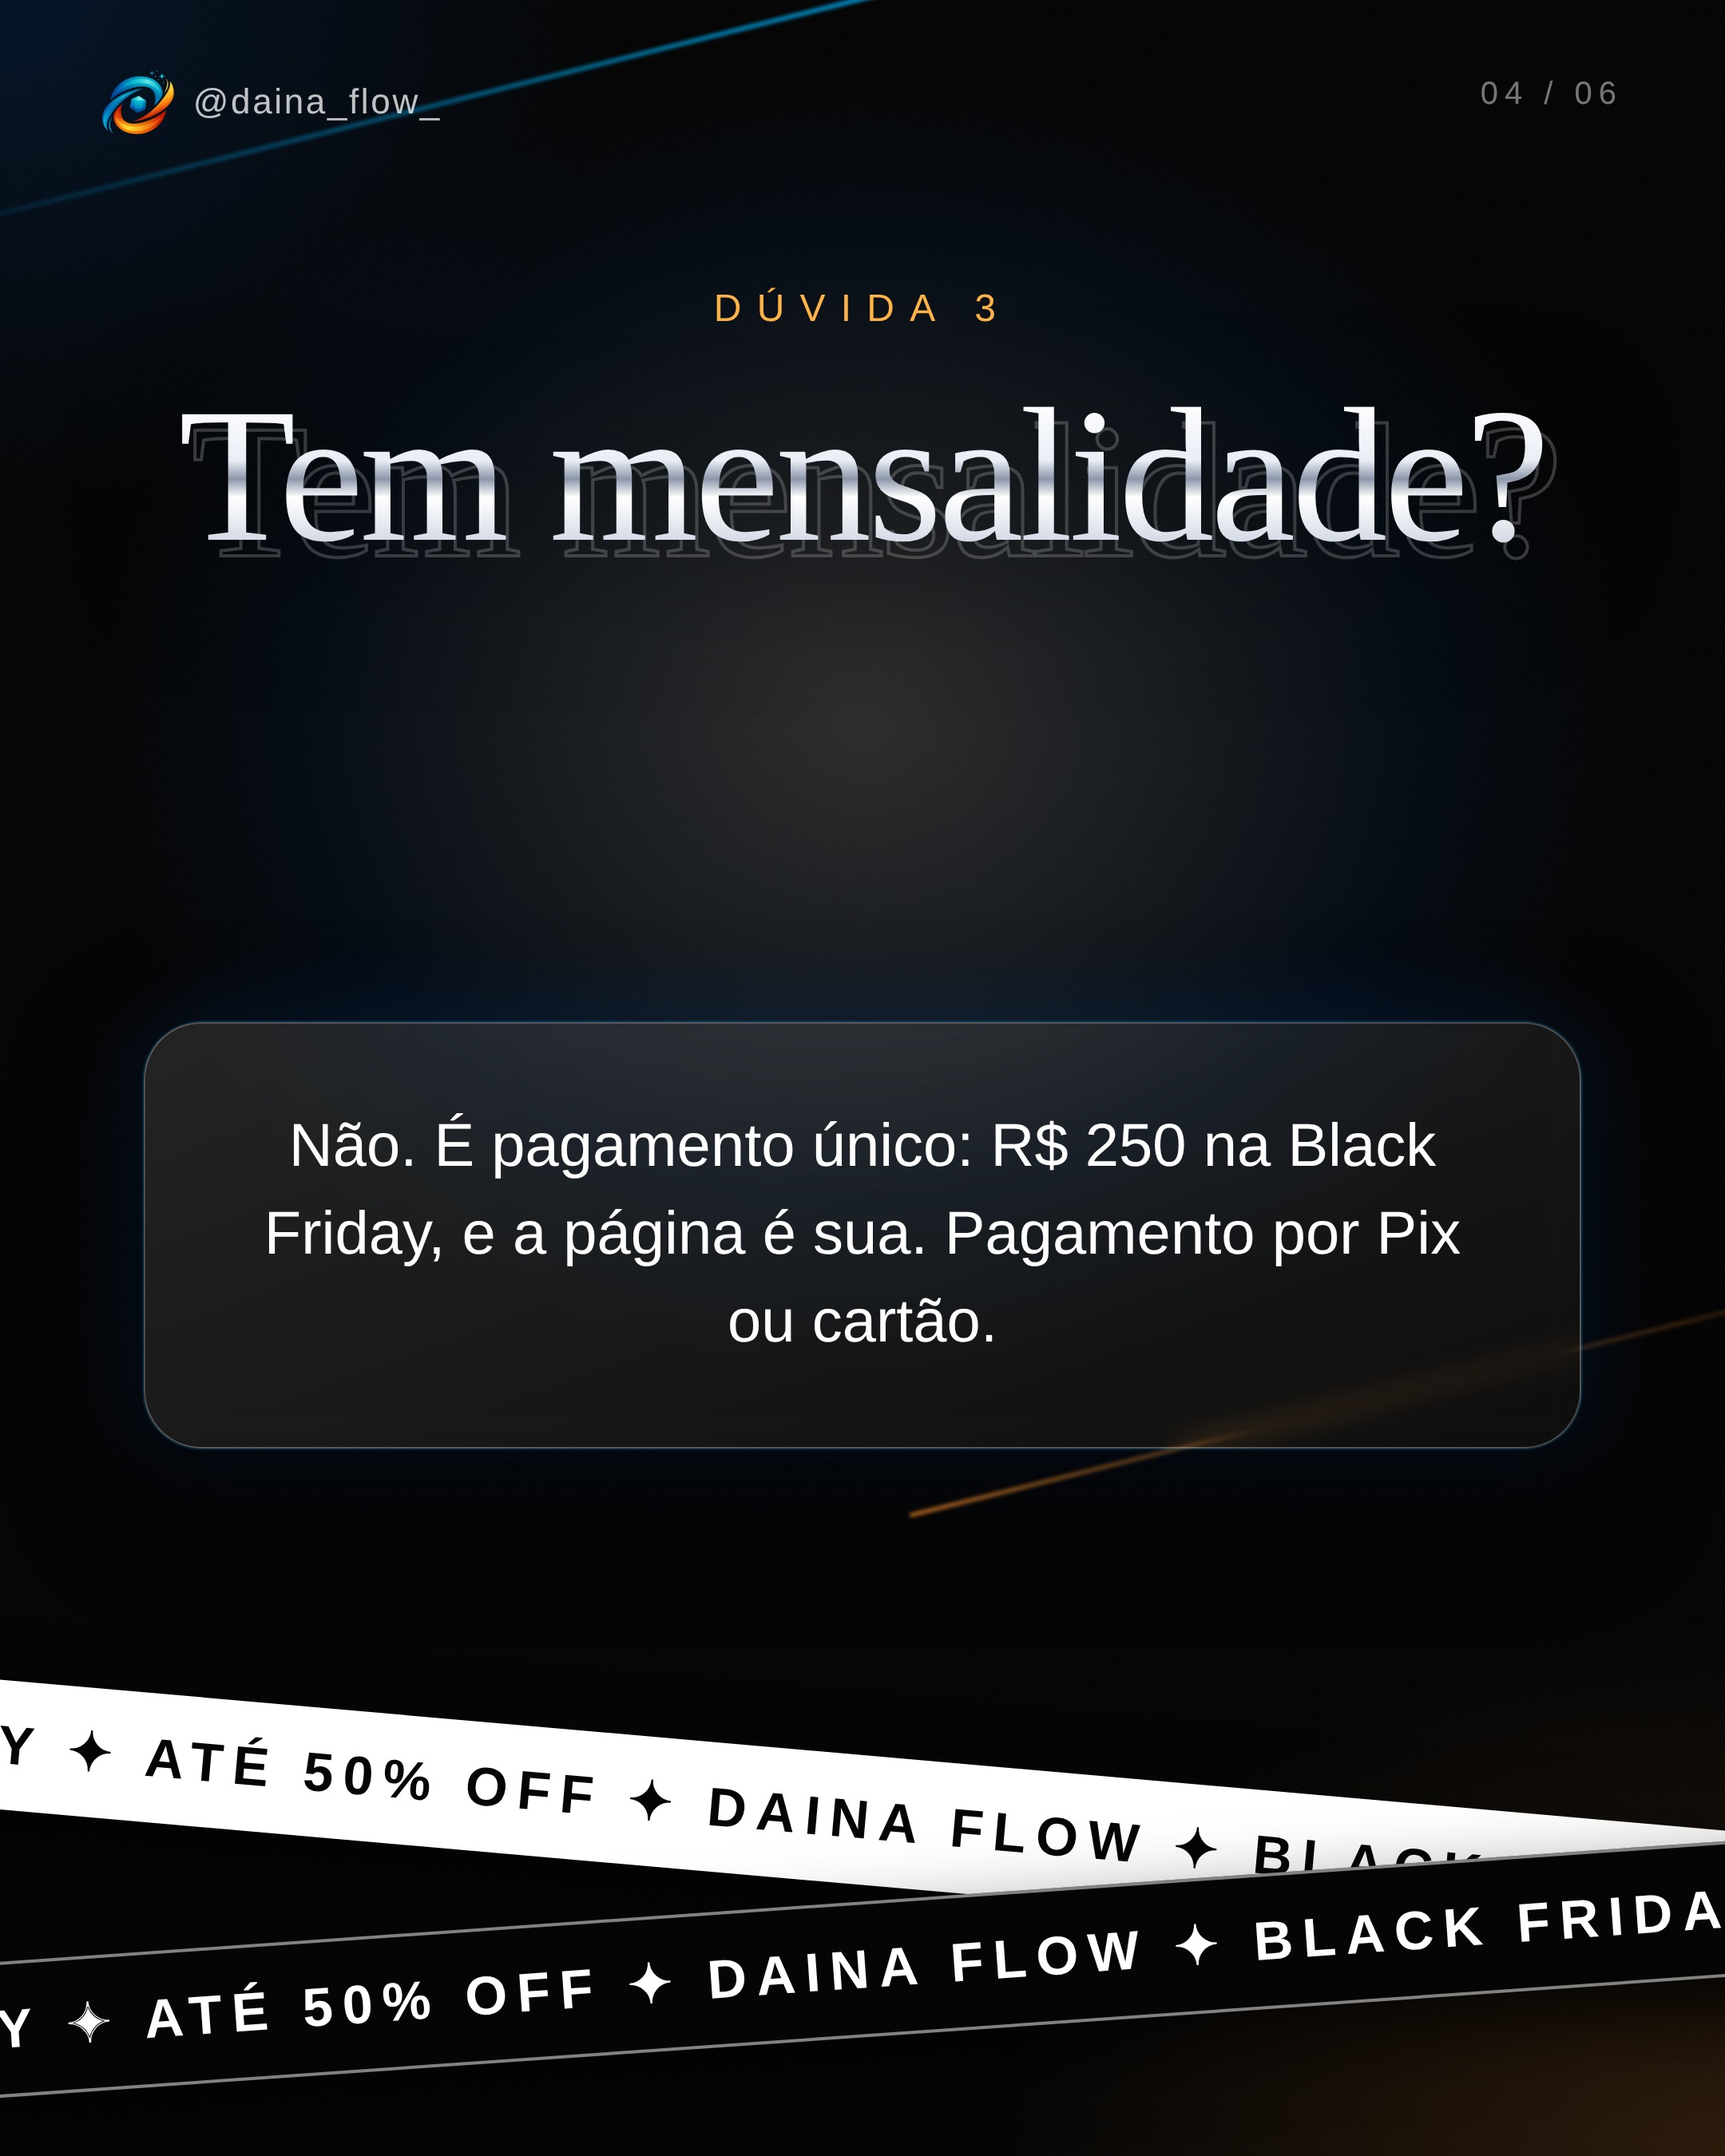 @daina_flow_
04 / 06
DÚVIDA 3
Tem mensalidade?
Não. É pagamento único: R$ 250 na Black
Friday, e a página é sua. Pagamento por Pix
ou cartão.
Y ✦ ATÉ 50% OFF ✦ DAINA FLOW ✦ BLACK
Y ✦ ATÉ 50% OFF ✦ DAINA FLOW ✦ BLACK FRIDA